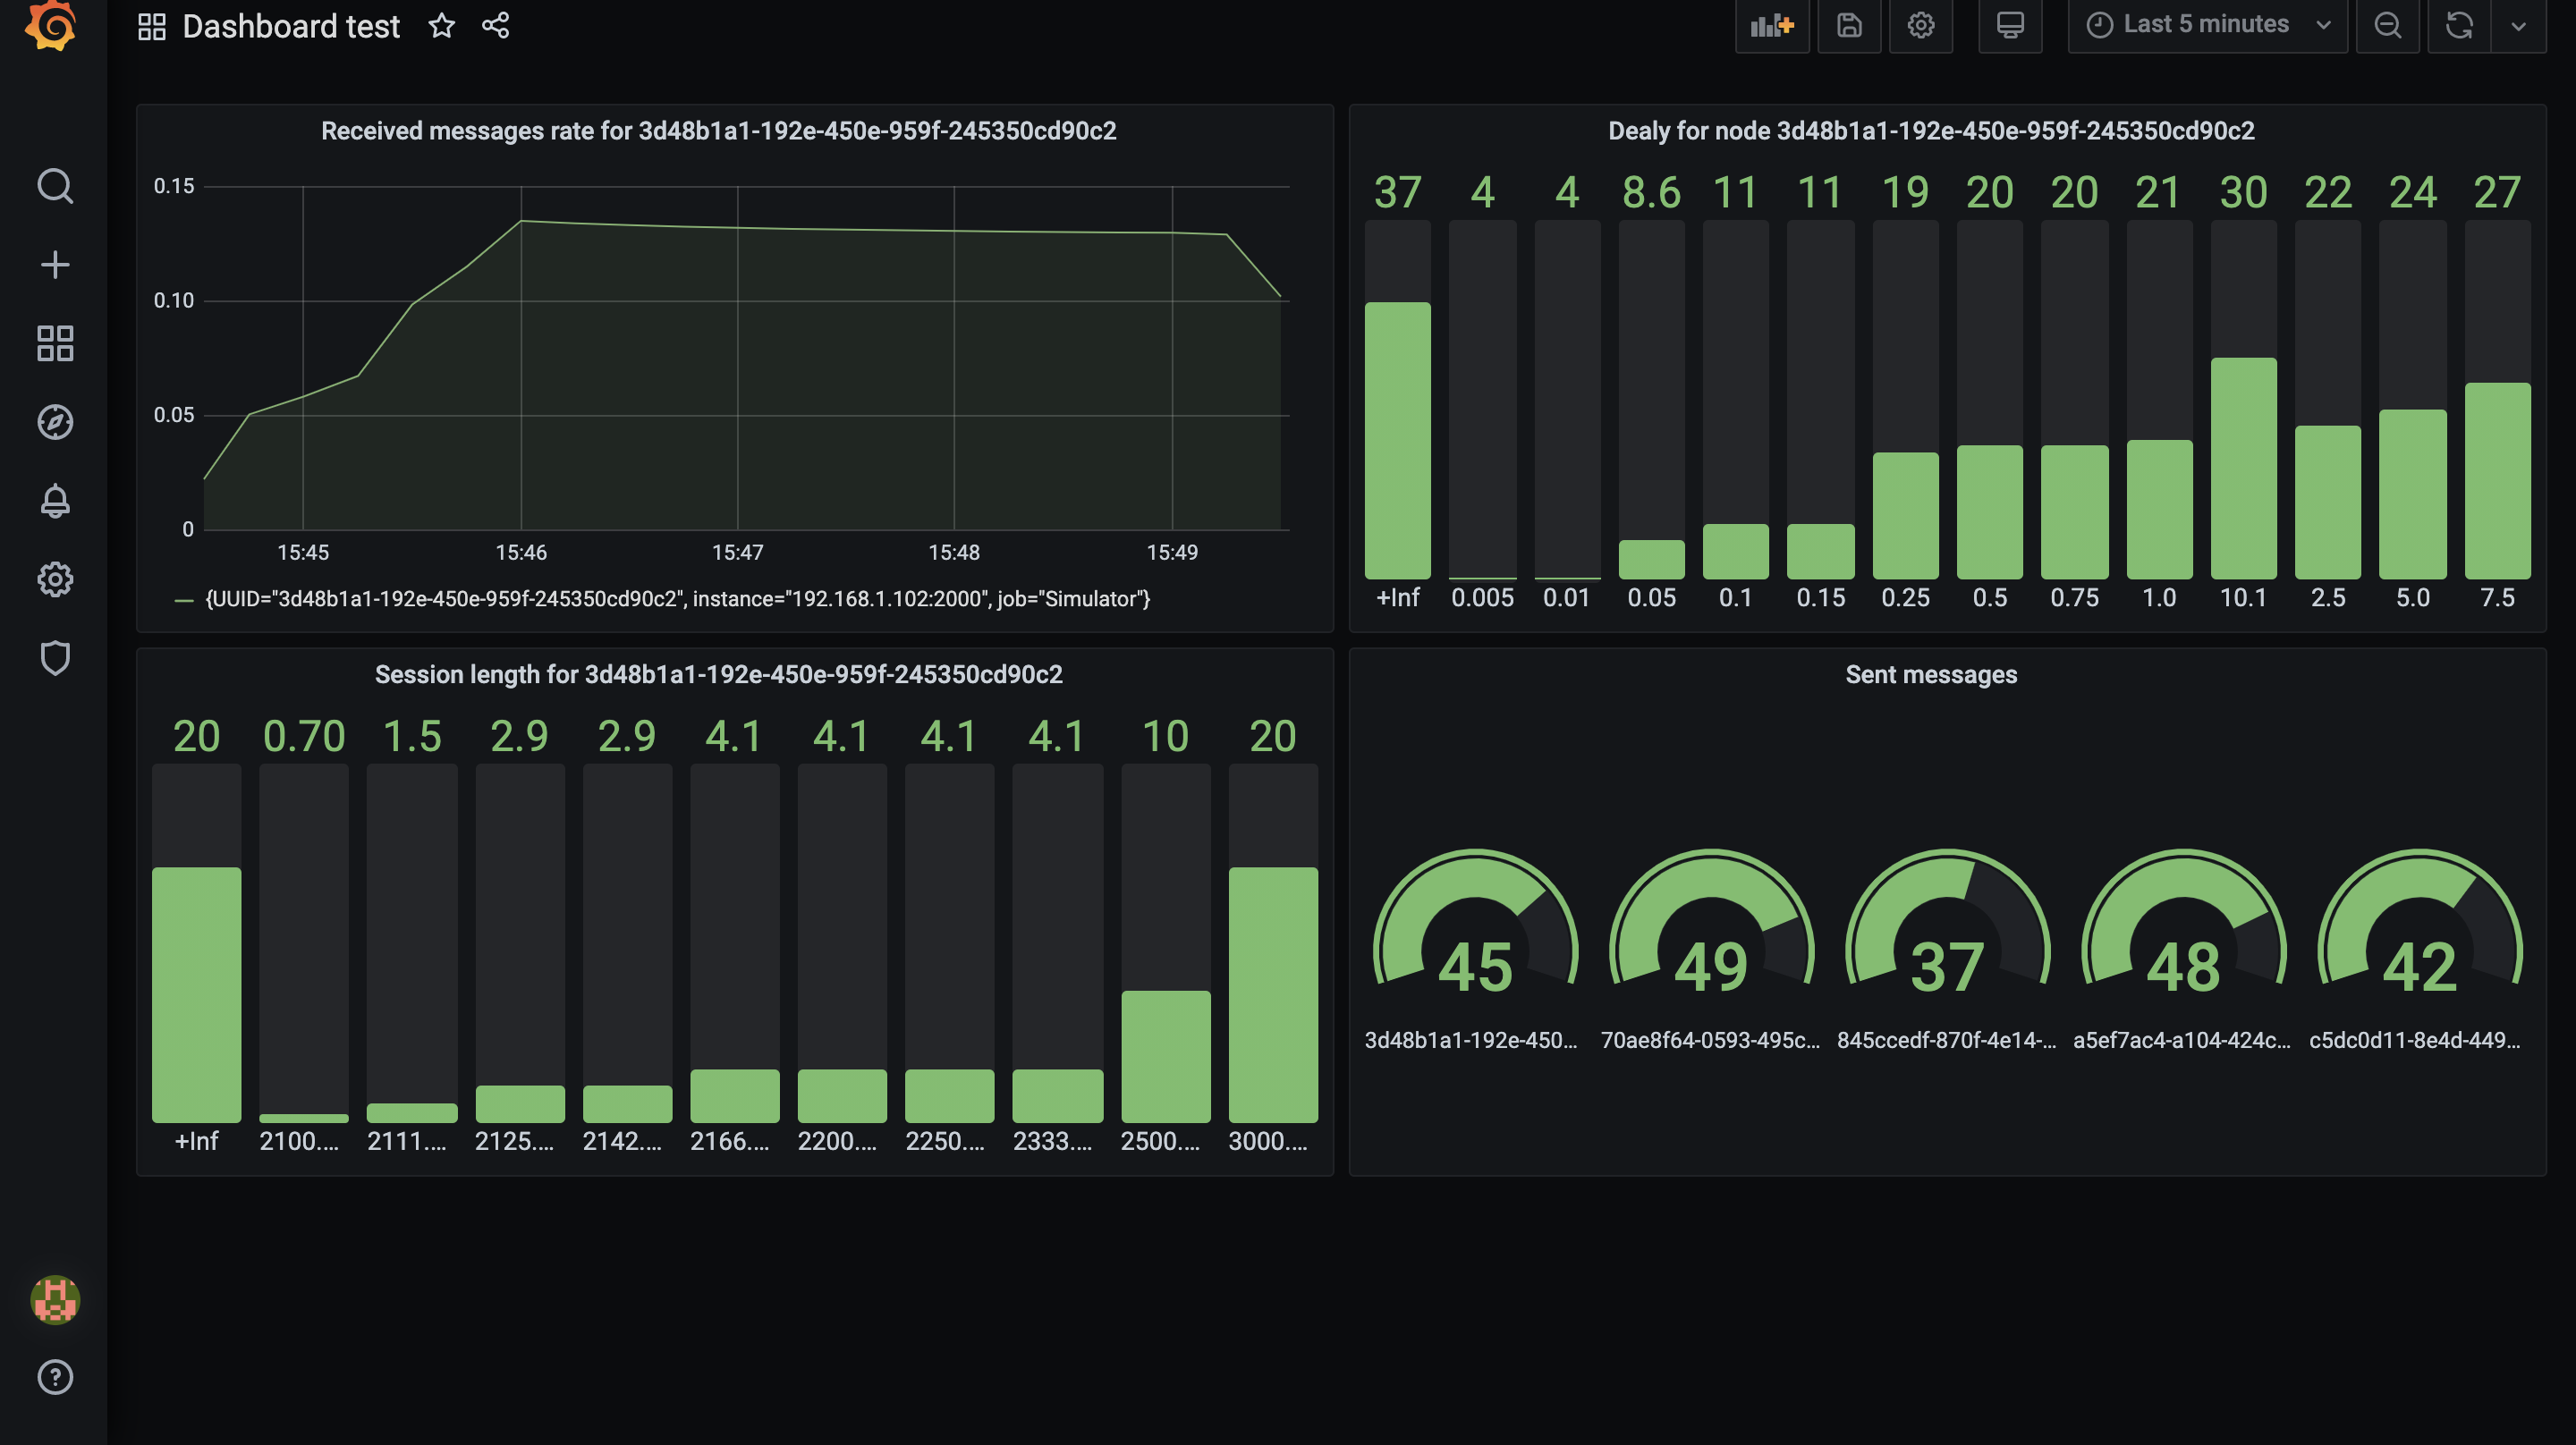 Dashboard test
Last 5 minutes
Received messages rate for 3d48b1a1-192e-450e-959f-245350cd90c2
0.15
0.10
0.05
0
15:45 15:46 15:47 15:48 15:49
{UUID="3d48b1a1-192e-450e-959f-245350cd90c2", instance="192.168.1.102:2000", job="Simulator"}
Dealy for node 3d48b1a1-192e-450e-959f-245350cd90c2
37 4 4 8.6 11 11 19 20 20 21 30 22 24 27
+Inf 0.005 0.01 0.05 0.1 0.15 0.25 0.5 0.75 1.0 10.1 2.5 5.0 7.5
Session length for 3d48b1a1-192e-450e-959f-245350cd90c2
20 0.70 1.5 2.9 2.9 4.1 4.1 4.1 4.1 10 20
+Inf 2100.... 2111.... 2125.... 2142.... 2166.... 2200.... 2250.... 2333.... 2500.... 3000....
Sent messages
45 49 37 48 42
3d48b1a1-192e-450... 70ae8f64-0593-495c... 845ccedf-870f-4e14-... a5ef7ac4-a104-424c... c5dc0d11-8e4d-449...